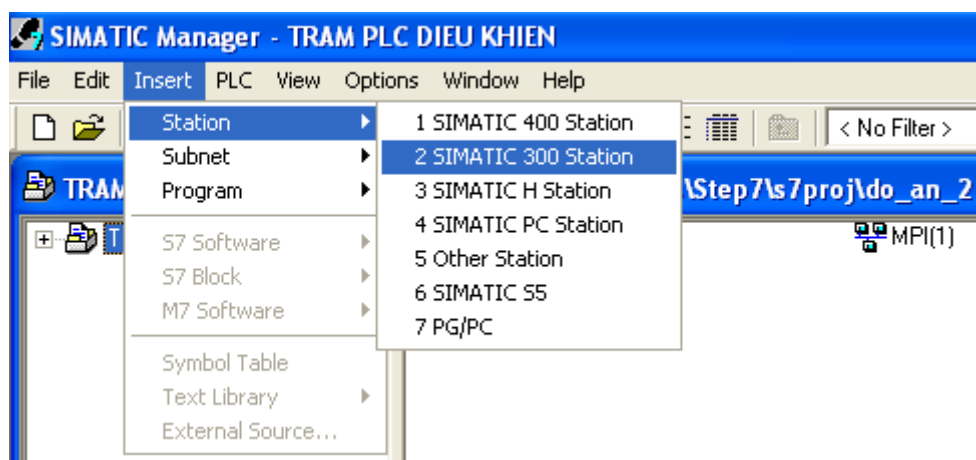 SIMATIC Manager - TRAM PLC DIEU KHIEN
File Edit Insert PLC View Options Window Help
Station
Subnet
Program
S7 Software
S7 Block
M7 Software
Symbol Table
Text Library
External Source...
1 SIMATIC 400 Station
2 SIMATIC 300 Station
3 SIMATIC H Station
4 SIMATIC PC Station
5 Other Station
6 SIMATIC S5
7 PG/PC
< No Filter >
TRAM \Step7\s7proj\do_an_2
T
MPI(1)